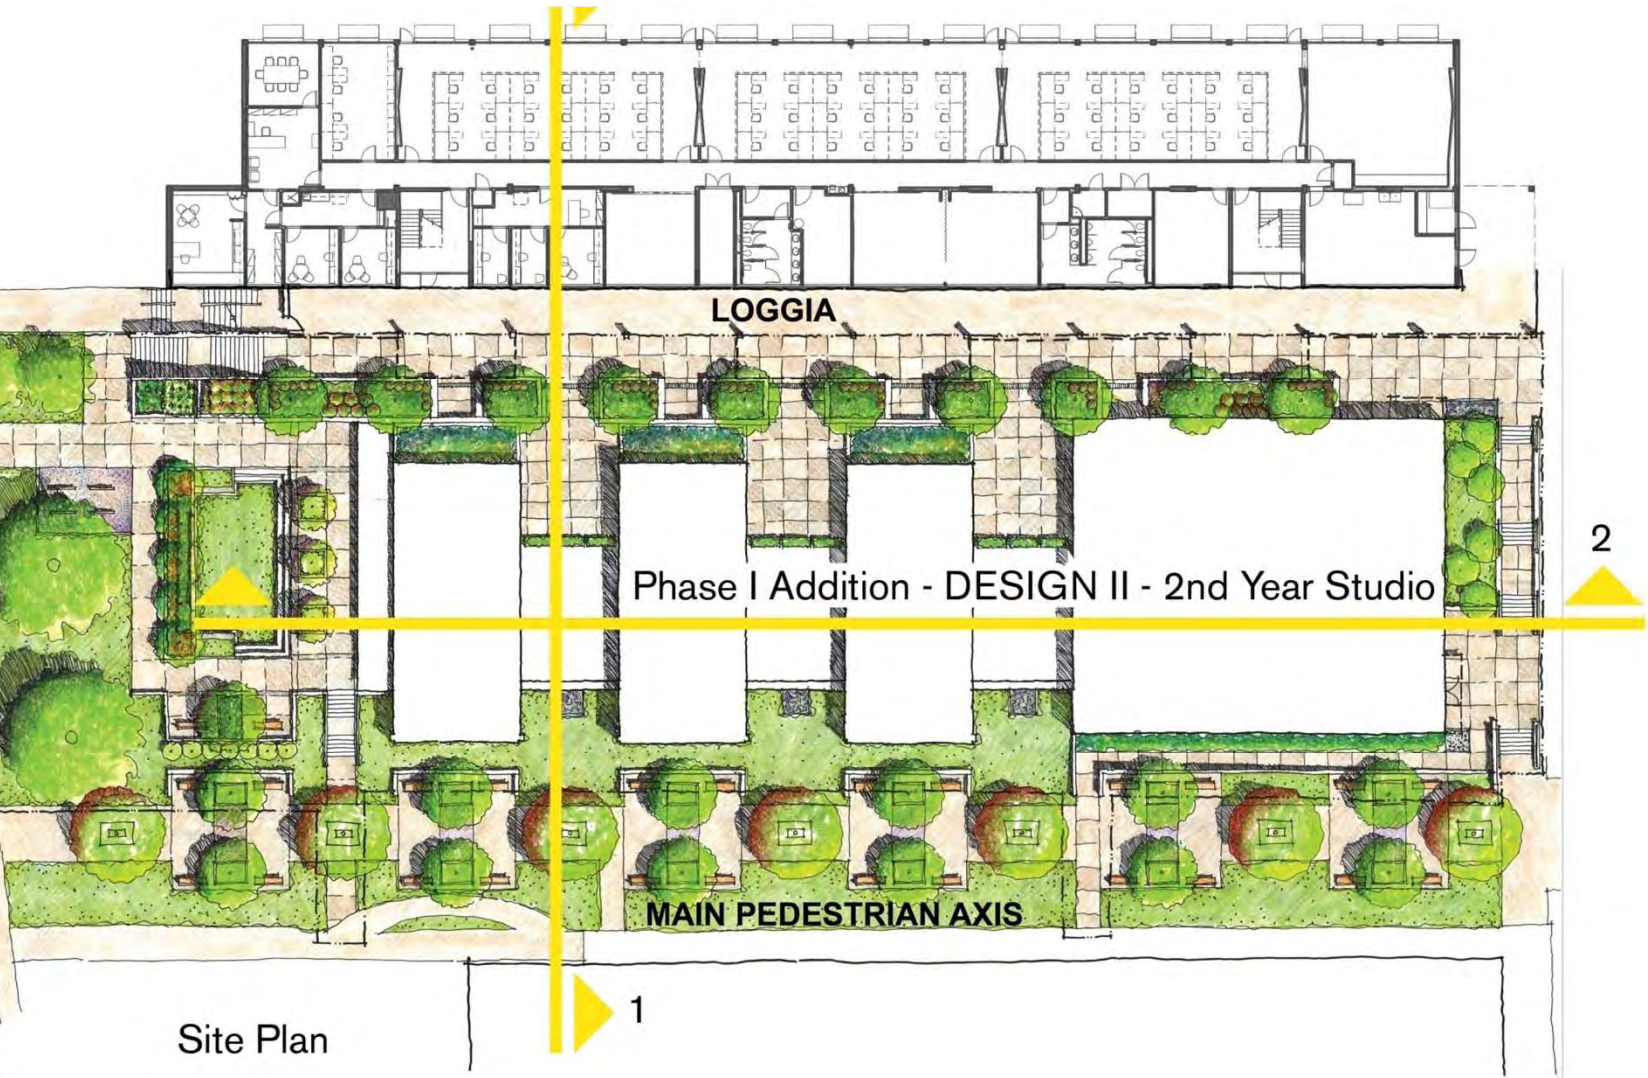 LOGGIA
2
Phase I Addition - DESIGN II - 2nd Year Studio
MAIN PEDESTRIAN AXIS
1
Site Plan